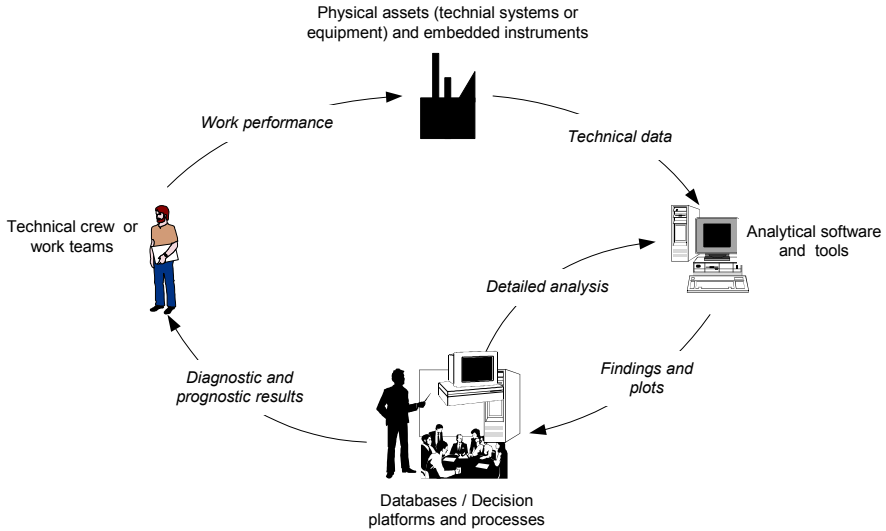 Physical assets (technial systems or
equipment) and embedded instruments
Work performance
Technical data
Technical crew or
work teams
Analytical software
and tools
Detailed analysis
Diagnostic and
prognostic results
Findings and
plots
Databases / Decision
platforms and processes